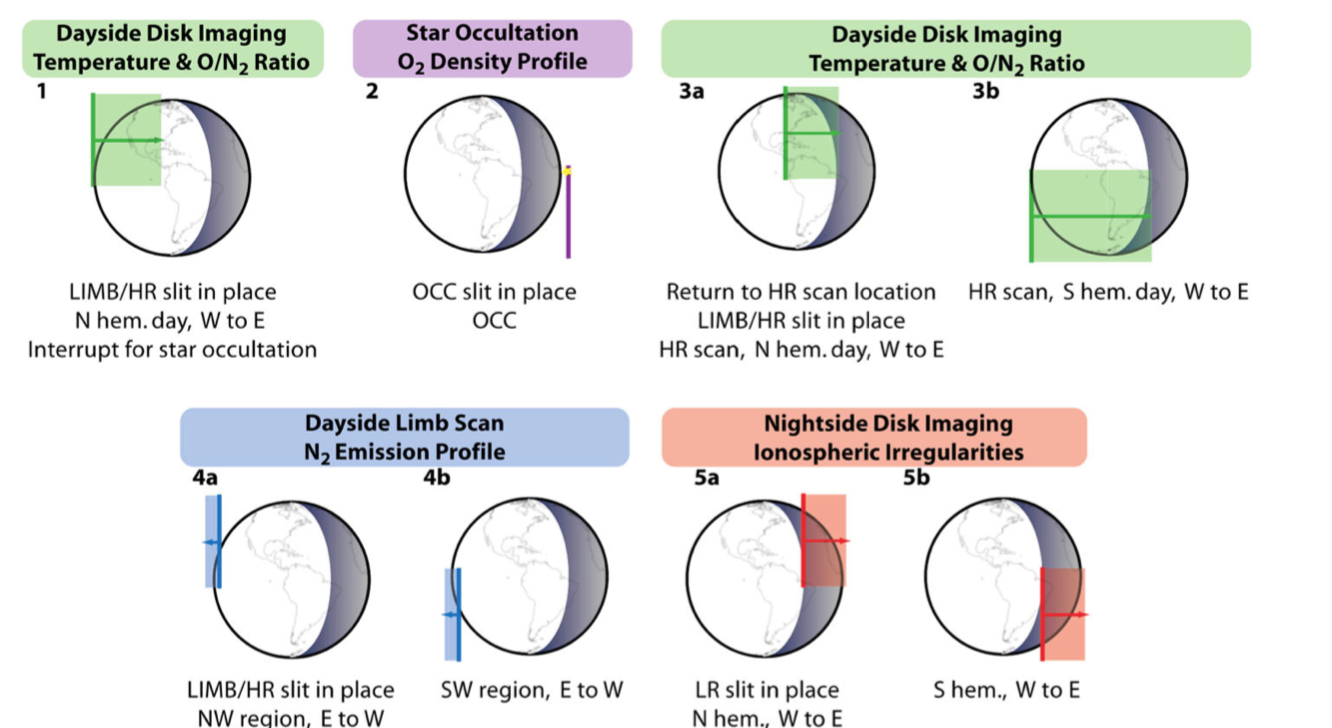 Dayside Disk Imaging
Temperature & O/N₂ Ratio
Star Occultation
O₂ Density Profile
Dayside Disk Imaging
Temperature & O/N₂ Ratio
1
2
3a
3b
LIMB/HR slit in place
N hem. day, W to E
Interrupt for star occultation
OCC slit in place
OCC
Return to HR scan location
LIMB/HR slit in place
HR scan, N hem. day, W to E
HR scan, S hem. day, W to E
Dayside Limb Scan
N₂ Emission Profile
Nightside Disk Imaging
Ionospheric Irregularities
4a
4b
5a
5b
LIMB/HR slit in place
NW region, E to W
SW region, E to W
LR slit in place
N hem., W to E
S hem., W to E